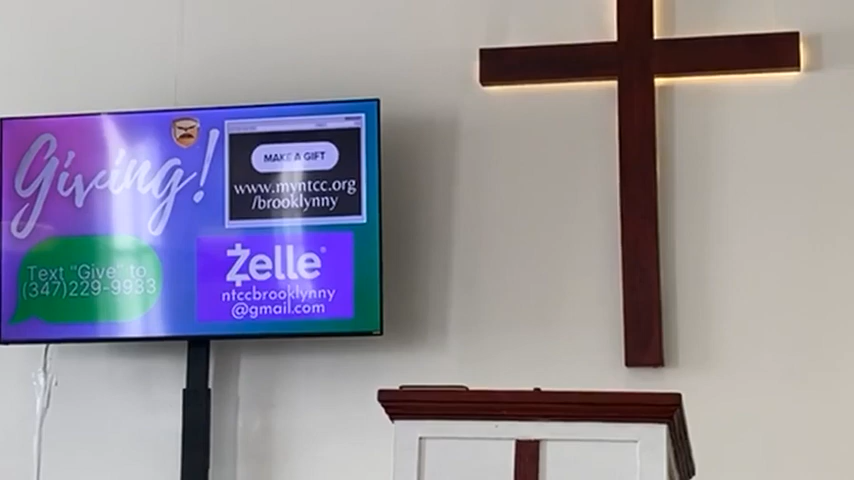 Giving!
MAKE A GIFT
www.myntcc.org
/brooklynny
Text "Give" to
(347)229-9933
Zelle®
ntccbrooklynny
@gmail.com